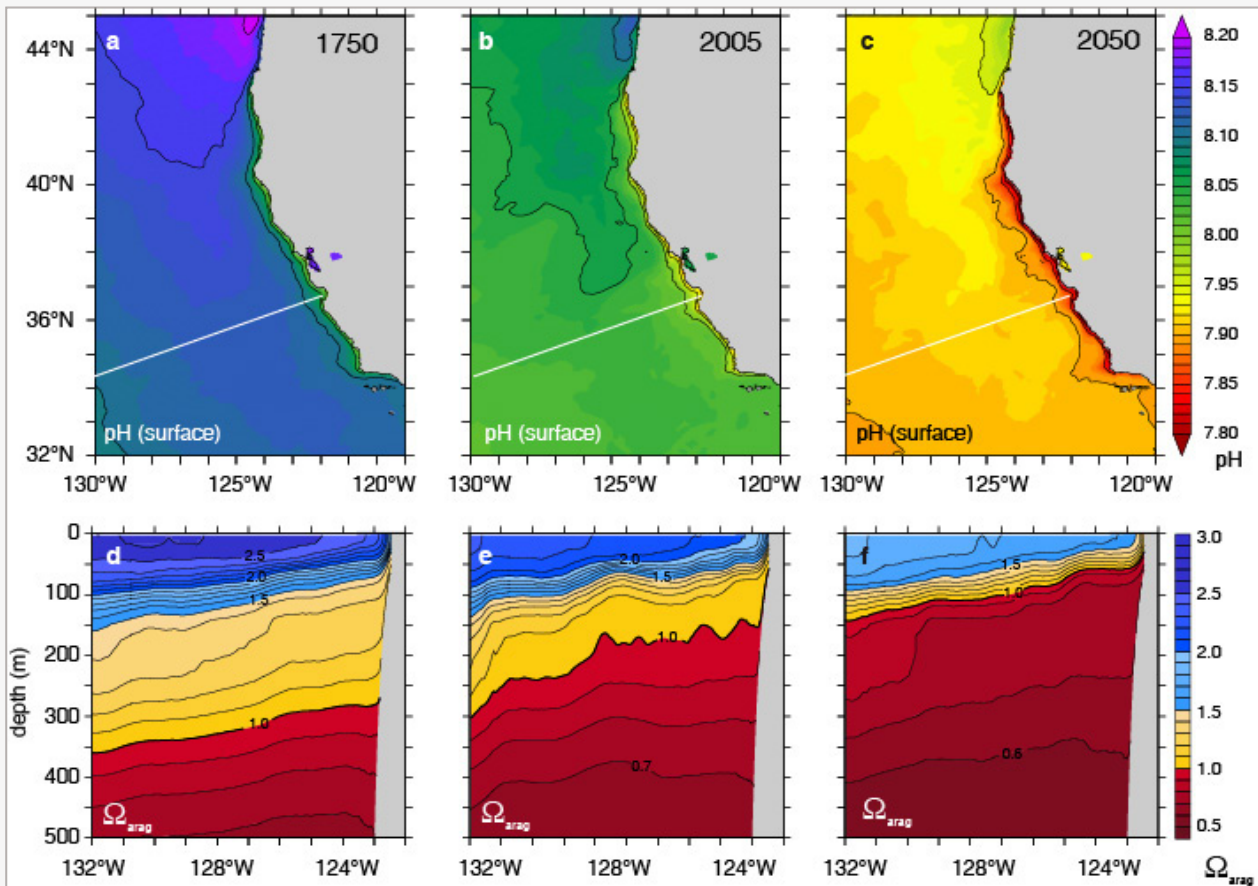 a 1750
b 2005
c 2050
44°N
40°N
36°N
32°N
pH (surface)
pH (surface)
pH (surface)
130°W 125°W 120°W
130°W 125°W 120°W
130°W 125°W 120°W
8.20
8.15
8.10
8.05
8.00
7.95
7.90
7.85
7.80
pH
depth (m)
0
100
200
300
400
500
d
2.5
2.0
1.5
1.0
Ωarag
e
2.0
1.5
1.0
0.7
Ωarag
f
1.5
1.0
0.6
Ωarag
132°W 128°W 124°W
132°W 128°W 124°W
132°W 128°W 124°W
3.0
2.5
2.0
1.5
1.0
0.5
Ωarag